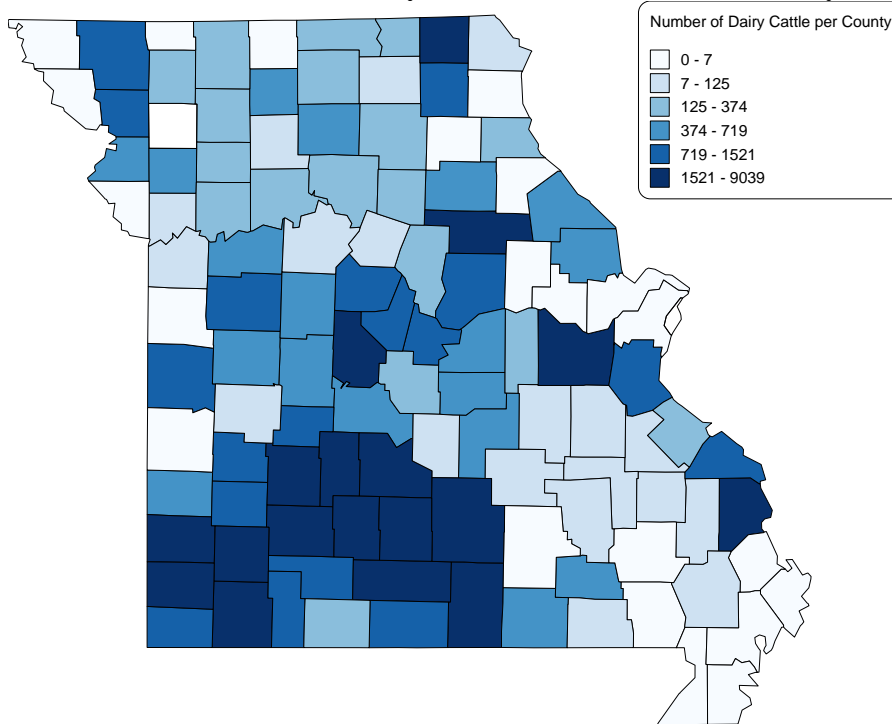 Number of Dairy Cattle per County
0 - 7
7 - 125
125 - 374
374 - 719
719 - 1521
1521 - 9039